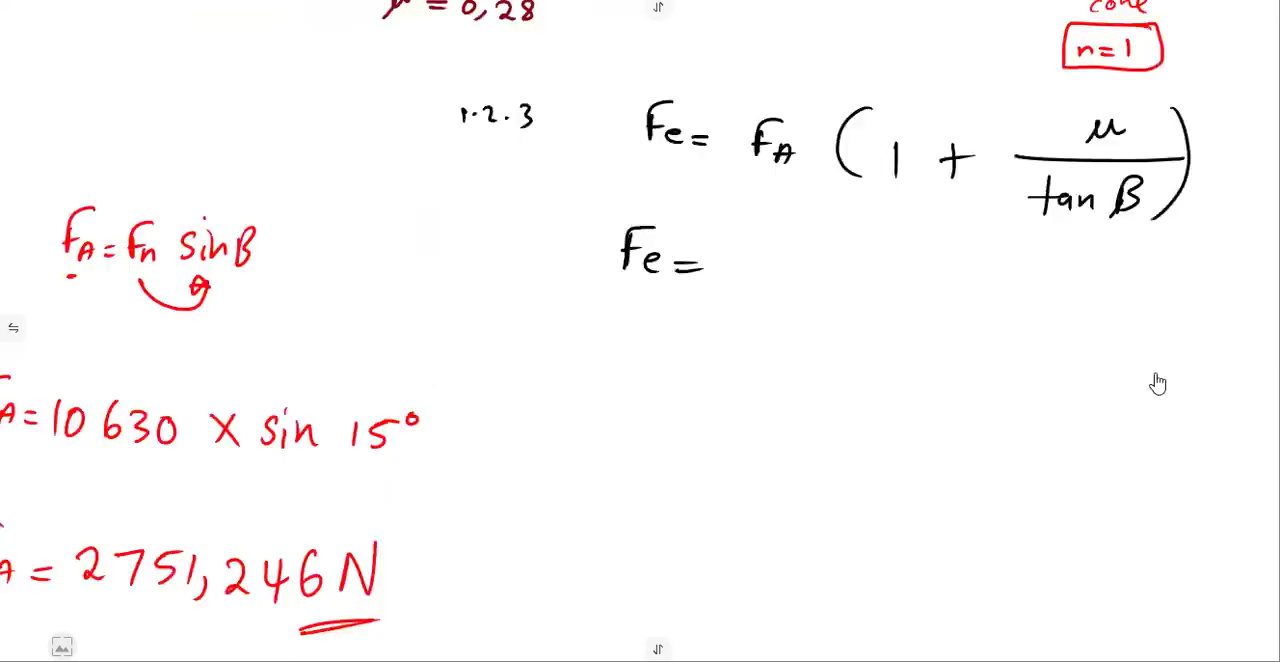 μ = 0,28
cone
n=1
1.2.3
Fe = FA ( 1 + μ / tan β )
FA = Fn sin β
Fe =
A = 10 630 × sin 15°
A = 2751,246 N